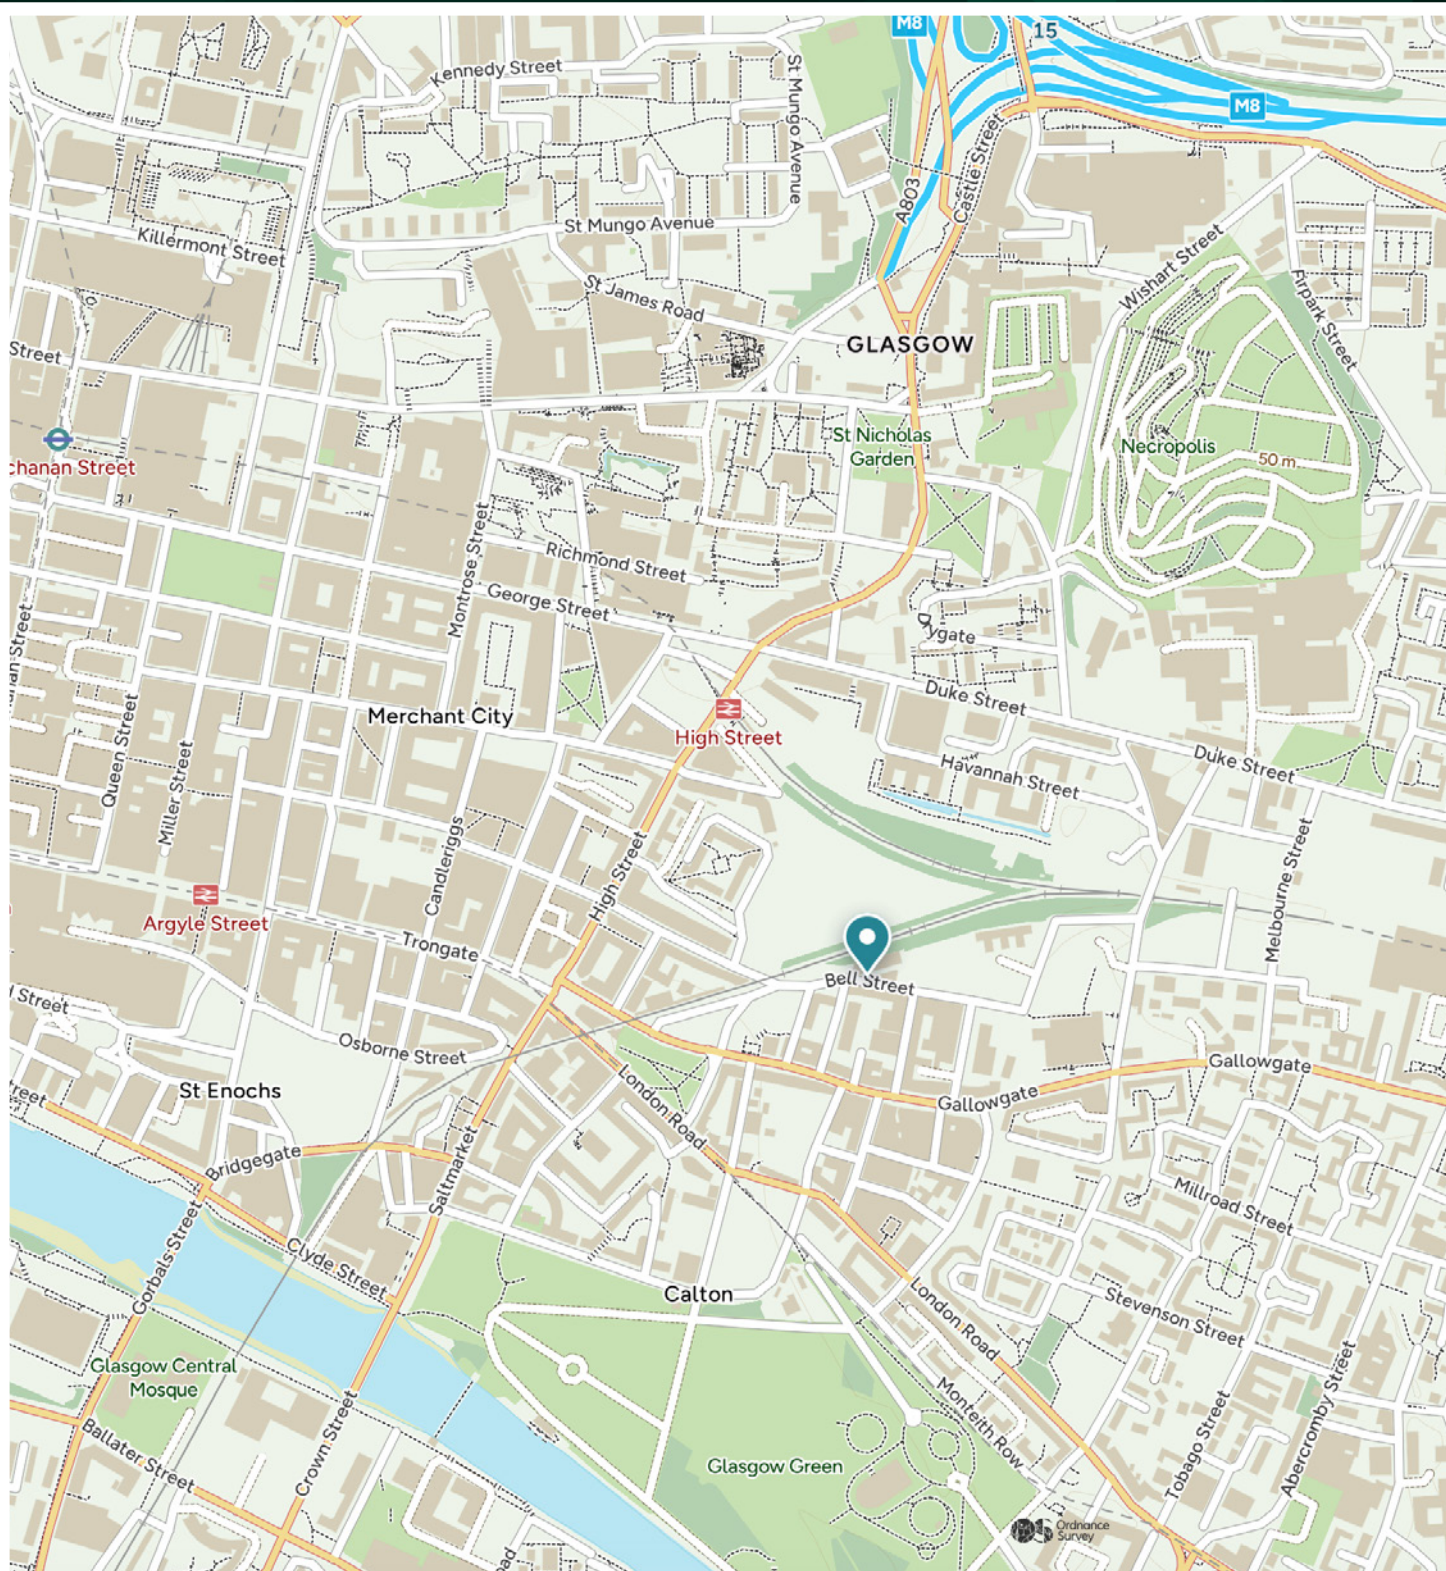 M8
15
Kennedy Street
St Mungo Avenue
M8
A803
Castle Street
St Mungo Avenue
Killermont Street
Wishart Street
Firpark Street
St James Road
Street
GLASGOW
St Nicholas
Garden
Necropolis
50 m
chanan Street
Montrose Street
Richmond Street
George Street
Drygate
Duke Street
Merchant City
High Street
Queen Street
Miller Street
Havannah Street
Duke Street
Candleriggs
High Street
Melbourne Street
Argyle Street
Trongate
Bell Street
Osborne Street
St Enochs
London Road
Gallowgate
Gallowgate
Bridgegate
Saltmarket
Millroad Street
Gorbals Street
Clyde Street
Calton
London Road
Stevenson Street
Glasgow Central
Mosque
Crown Street
Ballater Street
Monteith Row
Tobago Street
Abercromby Street
Glasgow Green
OS
Ordnance
Survey